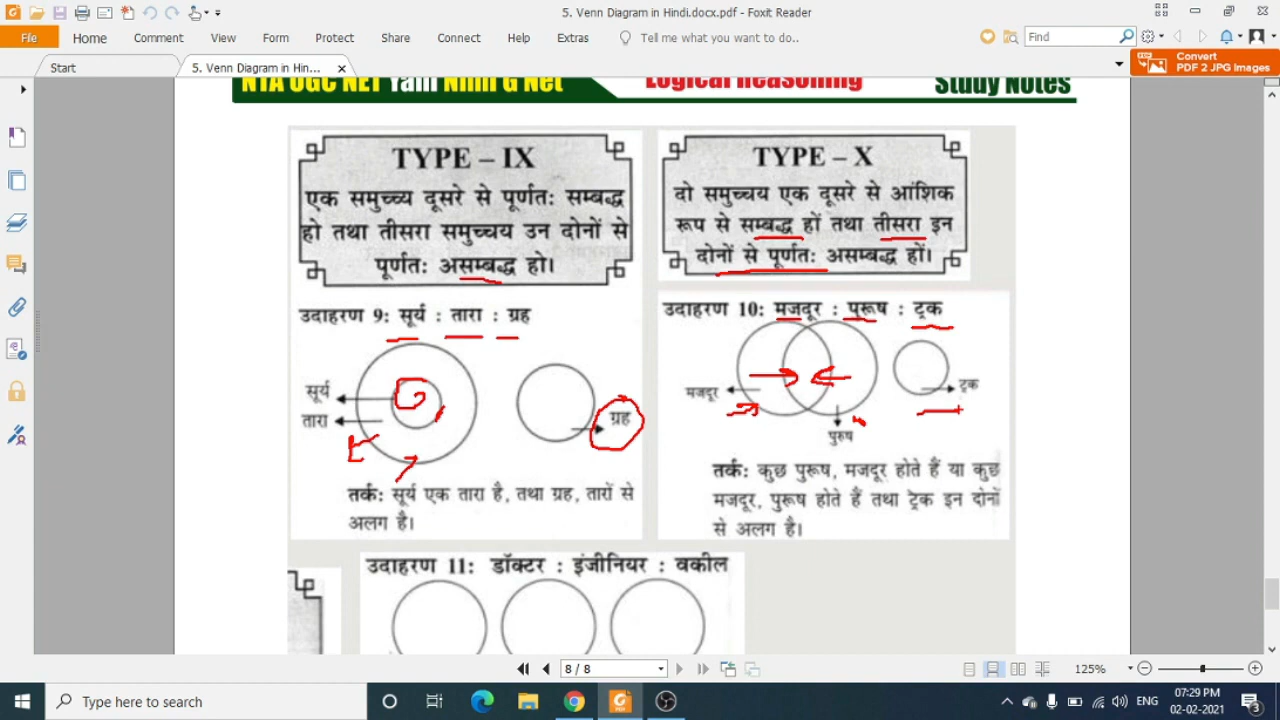 5. Venn Diagram in Hindi.docx.pdf - Foxit Reader
File Home Comment View Form Protect Share Connect Help Extras Tell me what you want to do.. Find
Start 5. Venn Diagram in Hin... Convert
PDF 2 JPG Images
NTA UGC NET Logical Reasoning Study Notes
TYPE – IX
एक समुच्च्य दूसरे से पूर्णतः सम्बद्ध
हो तथा तीसरा समुच्चय उन दोनों से
पूर्णतः असम्बद्ध हो।
उदाहरण 9: सूर्य : तारा : ग्रह
सूर्य
तारा
ग्रह
तर्क: सूर्य एक तारा है, तथा ग्रह, तारों से
अलग है।
TYPE – X
दो समुच्चय एक दूसरे से आंशिक
रूप से सम्बद्ध हों तथा तीसरा इन
दोनों से पूर्णतः असम्बद्ध हों।
उदाहरण 10: मजदूर : पुरूष : ट्रक
मजदूर
पुरुष
ट्रक
तर्क: कुछ पुरूष, मजदूर होते हैं या कुछ
मजदूर, पुरूष होते हैं तथा ट्रेक इन दोनों
से अलग है।
उदाहरण 11: डॉक्टर : इंजीनियर : वकील
8 / 8 125%
Type here to search
ENG 07:29 PM
02-02-2021
3